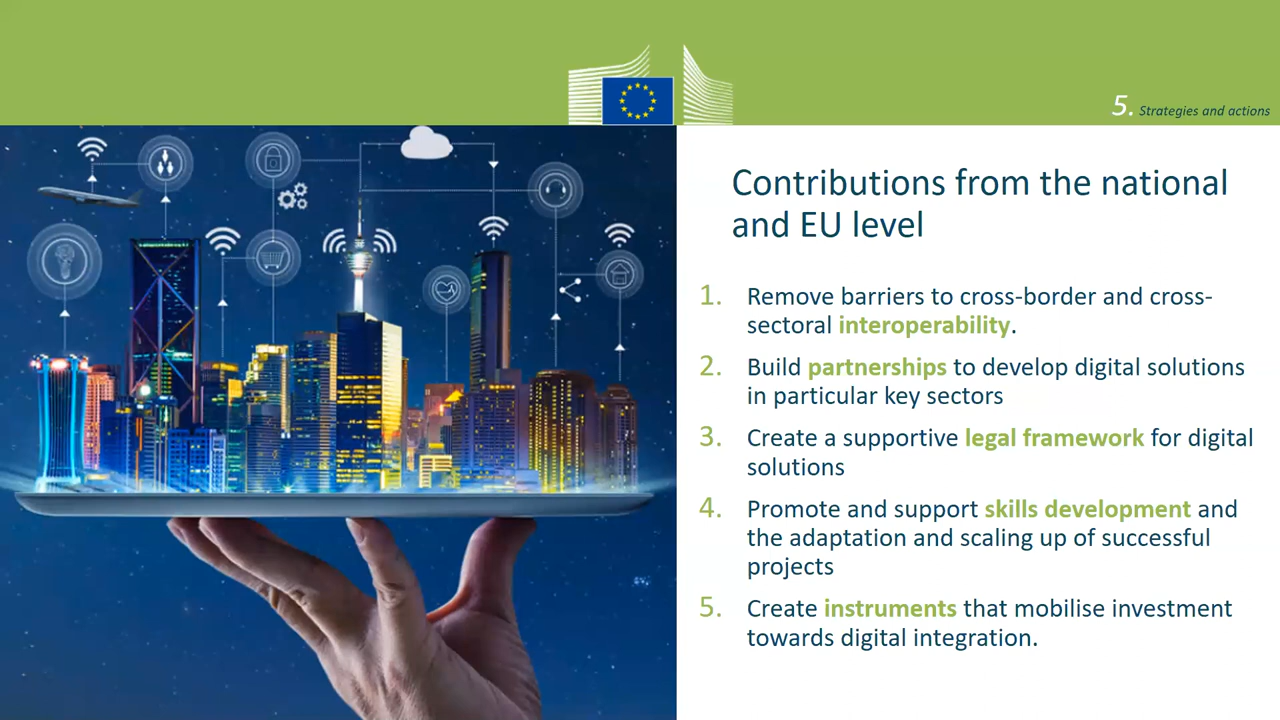 5. Strategies and actions
Contributions from the national
and EU level
1. Remove barriers to cross-border and cross-
sectoral interoperability.
2. Build partnerships to develop digital solutions
in particular key sectors
3. Create a supportive legal framework for digital
solutions
4. Promote and support skills development and
the adaptation and scaling up of successful
projects
5. Create instruments that mobilise investment
towards digital integration.